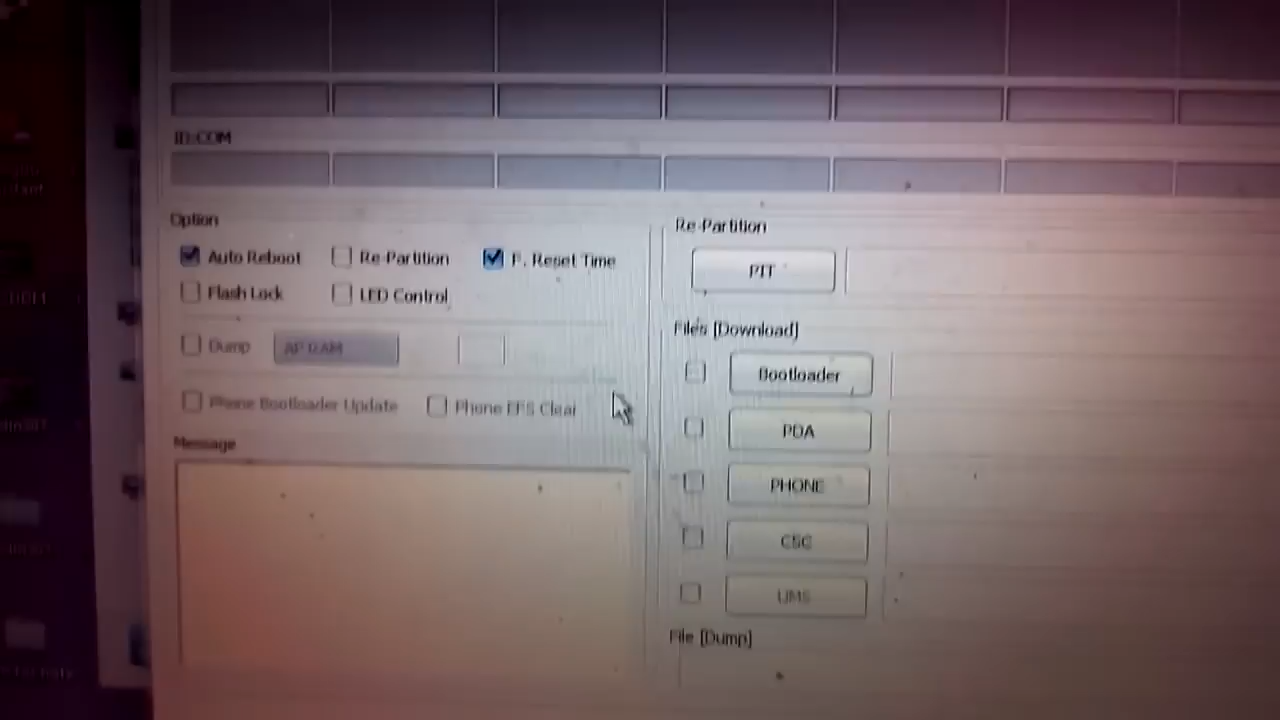 ID:COM
Option
Auto Reboot
Re-Partition
F. Reset Time
Flash Lock
LED Control
Dump
AP RAM
Phone Bootloader Update
Phone EFS Clear
Message
Re-Partition
PIT
Files [Download]
Bootloader
PDA
PHONE
CSC
UMS
File [Dump]